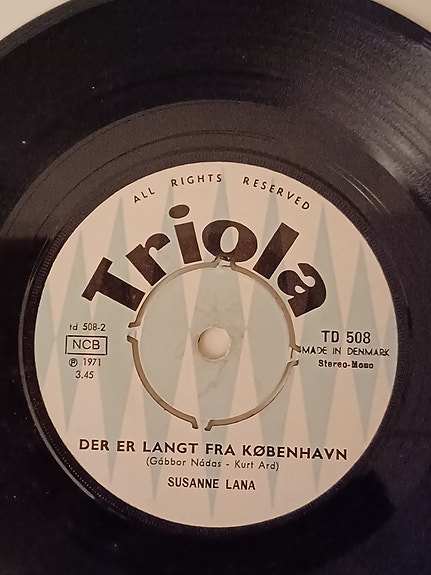 ALL RIGHTS RESERVED
Triola
td 508-2
NCB
Ⓟ 1971
3.45
TD 508
MADE IN DENMARK
Stereo-Mono
DER ER LANGT FRA KØBENHAVN
(Gábbor Nádas - Kurt Ard)
SUSANNE LANA